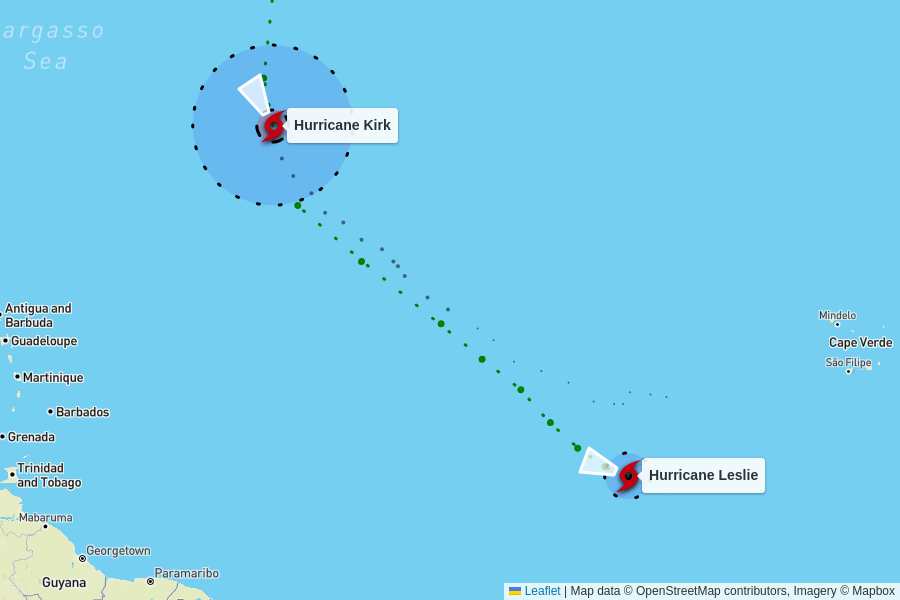 argasso
Sea
Hurricane Kirk
Antigua and
Barbuda
Guadeloupe
Martinique
Barbados
Grenada
Trinidad
and Tobago
Mabaruma
Georgetown
Paramaribo
Guyana
Mindelo
Cape Verde
São Filipe
Hurricane Leslie
Leaflet | Map data © OpenStreetMap contributors, Imagery © Mapbox